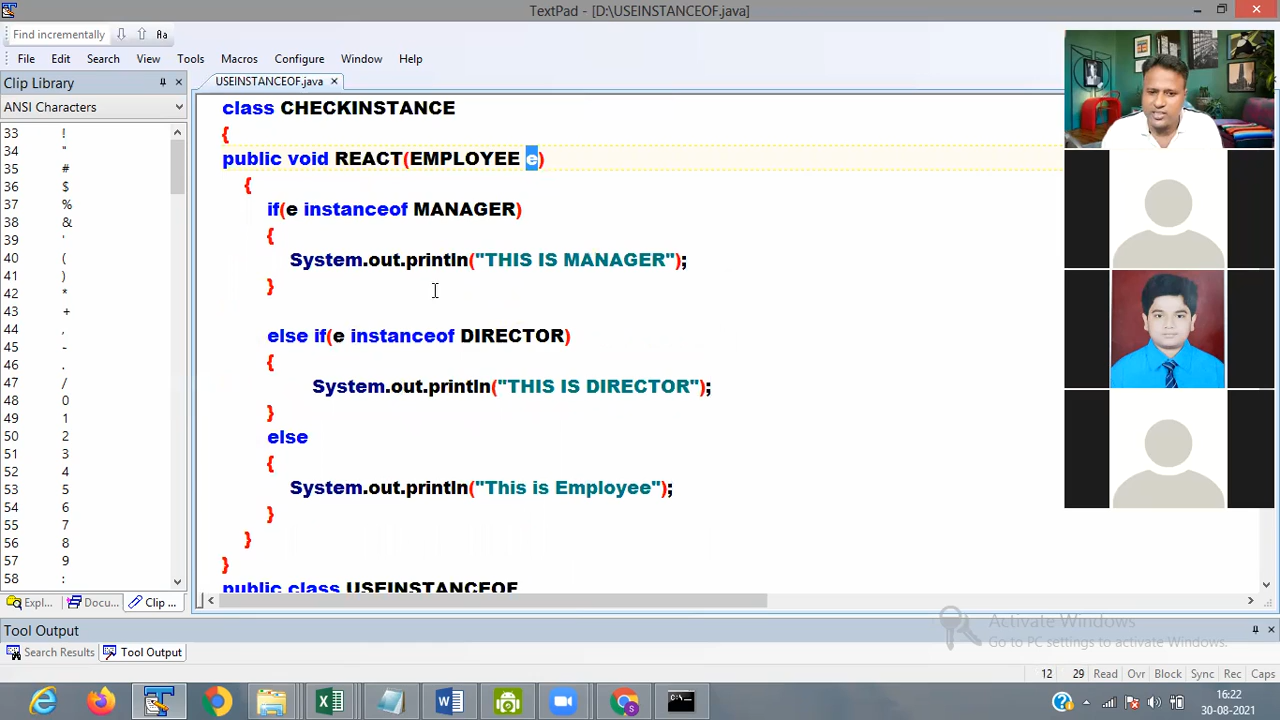 TextPad - [D:\USEINSTANCEOF.java]
Find incrementally
File Edit Search View Tools Macros Configure Window Help
Clip Library
USEINSTANCEOF.java
ANSI Characters
33 !
34 "
35 #
36 $
37 %
38 &
39 '
40 (
41 )
42 *
43 +
44 ,
45 -
46 .
47 /
48 0
49 1
50 2
51 3
52 4
53 5
54 6
55 7
56 8
57 9
58 :
class CHECKINSTANCE
{
public void REACT(EMPLOYEE e)
{
if(e instanceof MANAGER)
{
System.out.println("THIS IS MANAGER");
}
else if(e instanceof DIRECTOR)
{
System.out.println("THIS IS DIRECTOR");
}
else
{
System.out.println("This is Employee");
}
}
}
public class USEINSTANCEOF
Expl... Docu... Clip ...
Tool Output
Activate Windows
Go to PC settings to activate Windows.
Search Results Tool Output
12 29 Read Ovr Block Sync Rec Caps
16:22
30-08-2021